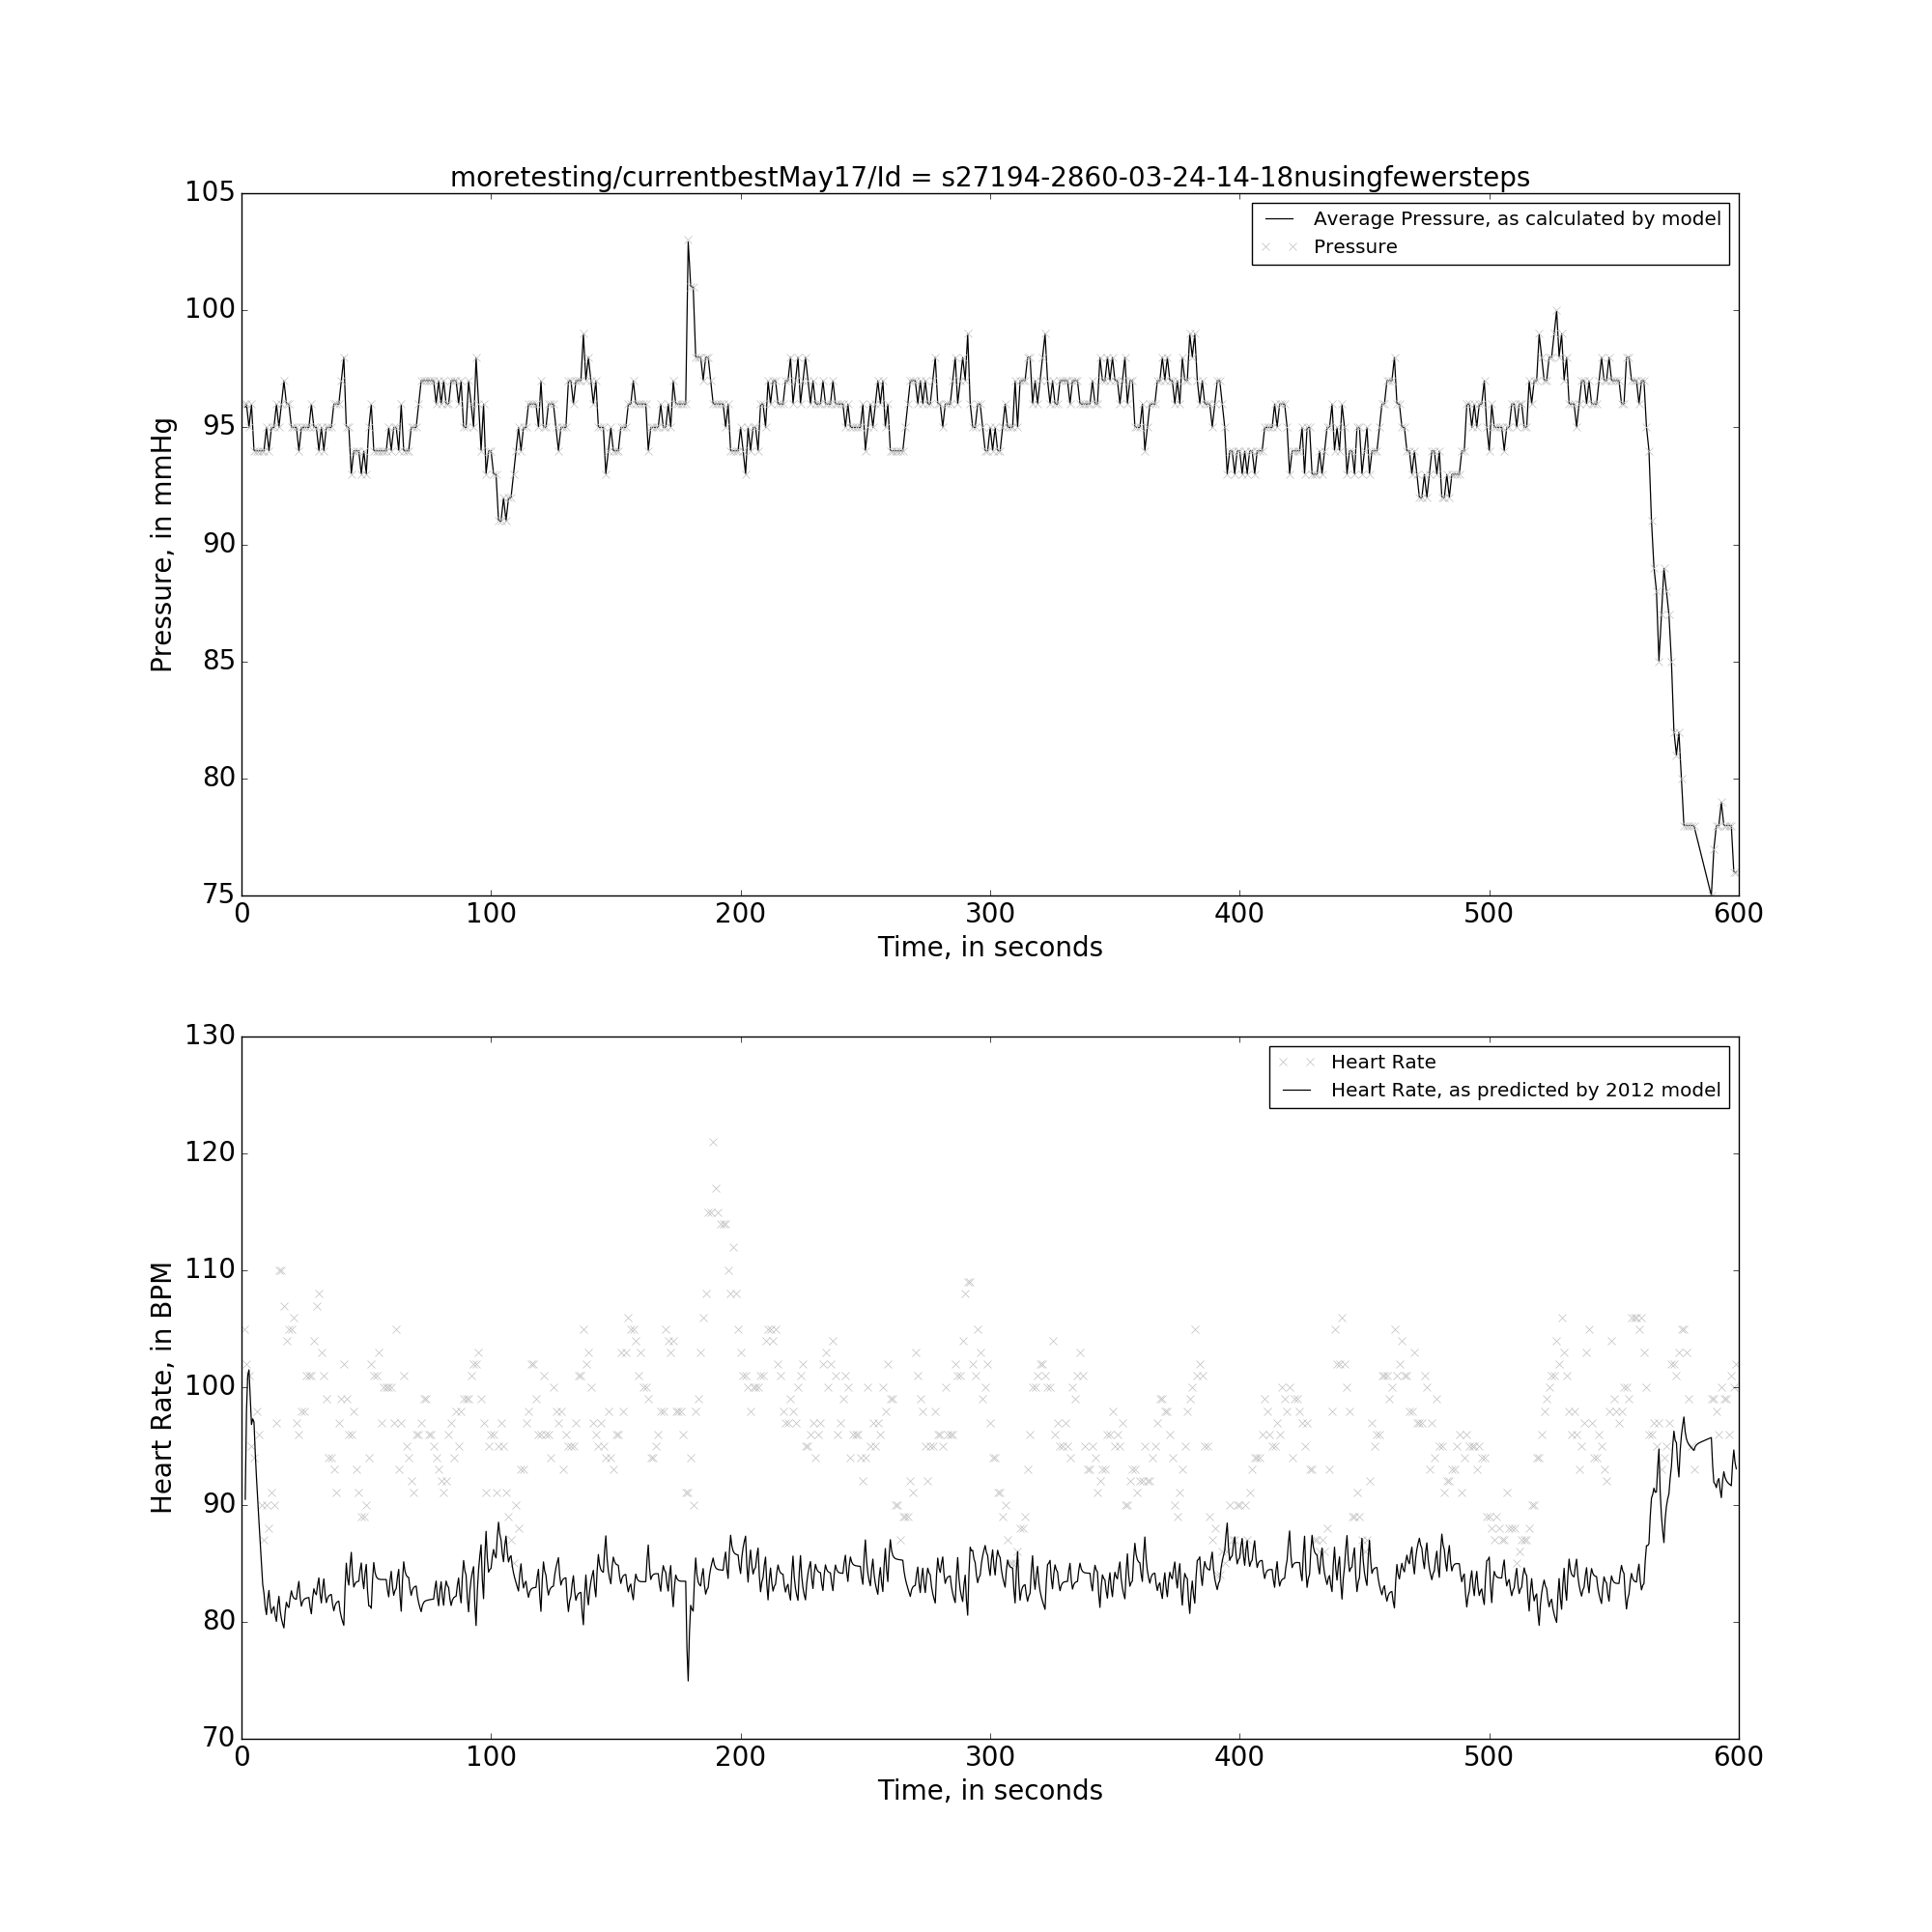 moretesting/currentbestMay17/Id = s27194-2860-03-24-14-18nusingfewersteps
105
100
95
90
85
80
75
Pressure, in mmHg
Average Pressure, as calculated by model
Pressure
0 100 200 300 400 500 600
Time, in seconds
130
120
110
100
90
80
70
Heart Rate, in BPM
Heart Rate
Heart Rate, as predicted by 2012 model
0 100 200 300 400 500 600
Time, in seconds